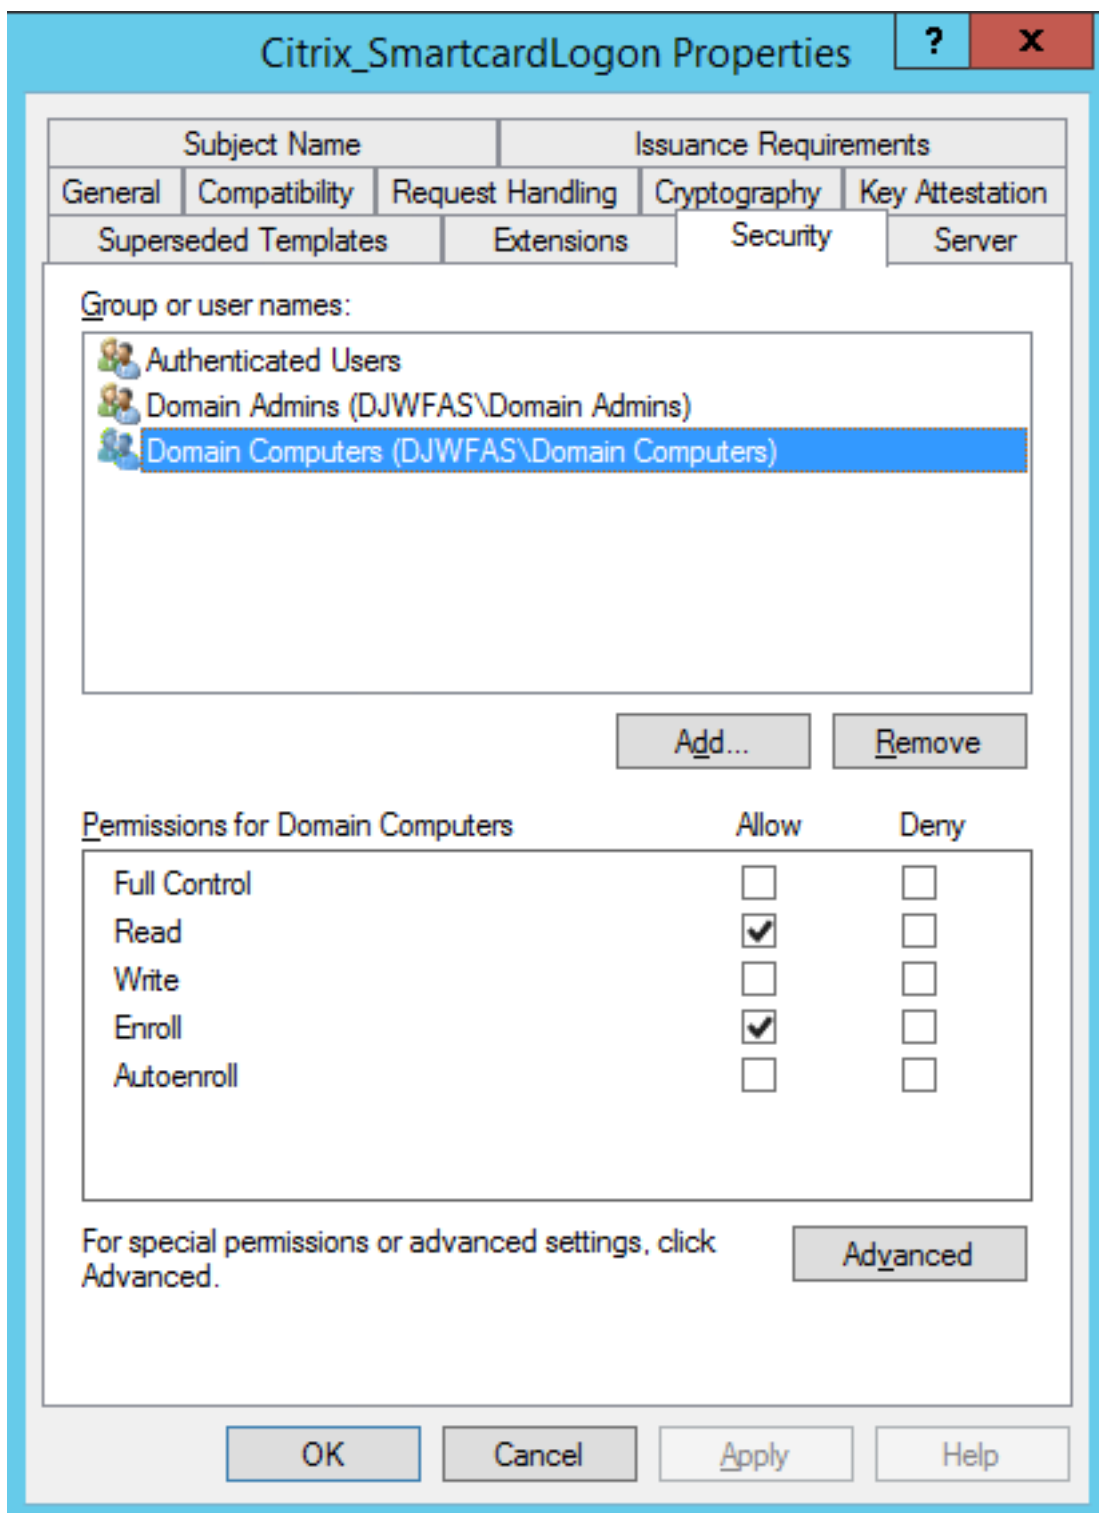 Citrix_SmartcardLogon Properties
?
x
Subject Name
Issuance Requirements
General
Compatibility
Request Handling
Cryptography
Key Attestation
Superseded Templates
Extensions
Security
Server
Group or user names:
Authenticated Users
Domain Admins (DJWFAS\Domain Admins)
Domain Computers (DJWFAS\Domain Computers)
Add...
Remove
Permissions for Domain Computers
Allow
Deny
Full Control
Read
Write
Enroll
Autoenroll
For special permissions or advanced settings, click
Advanced.
Advanced
OK
Cancel
Apply
Help